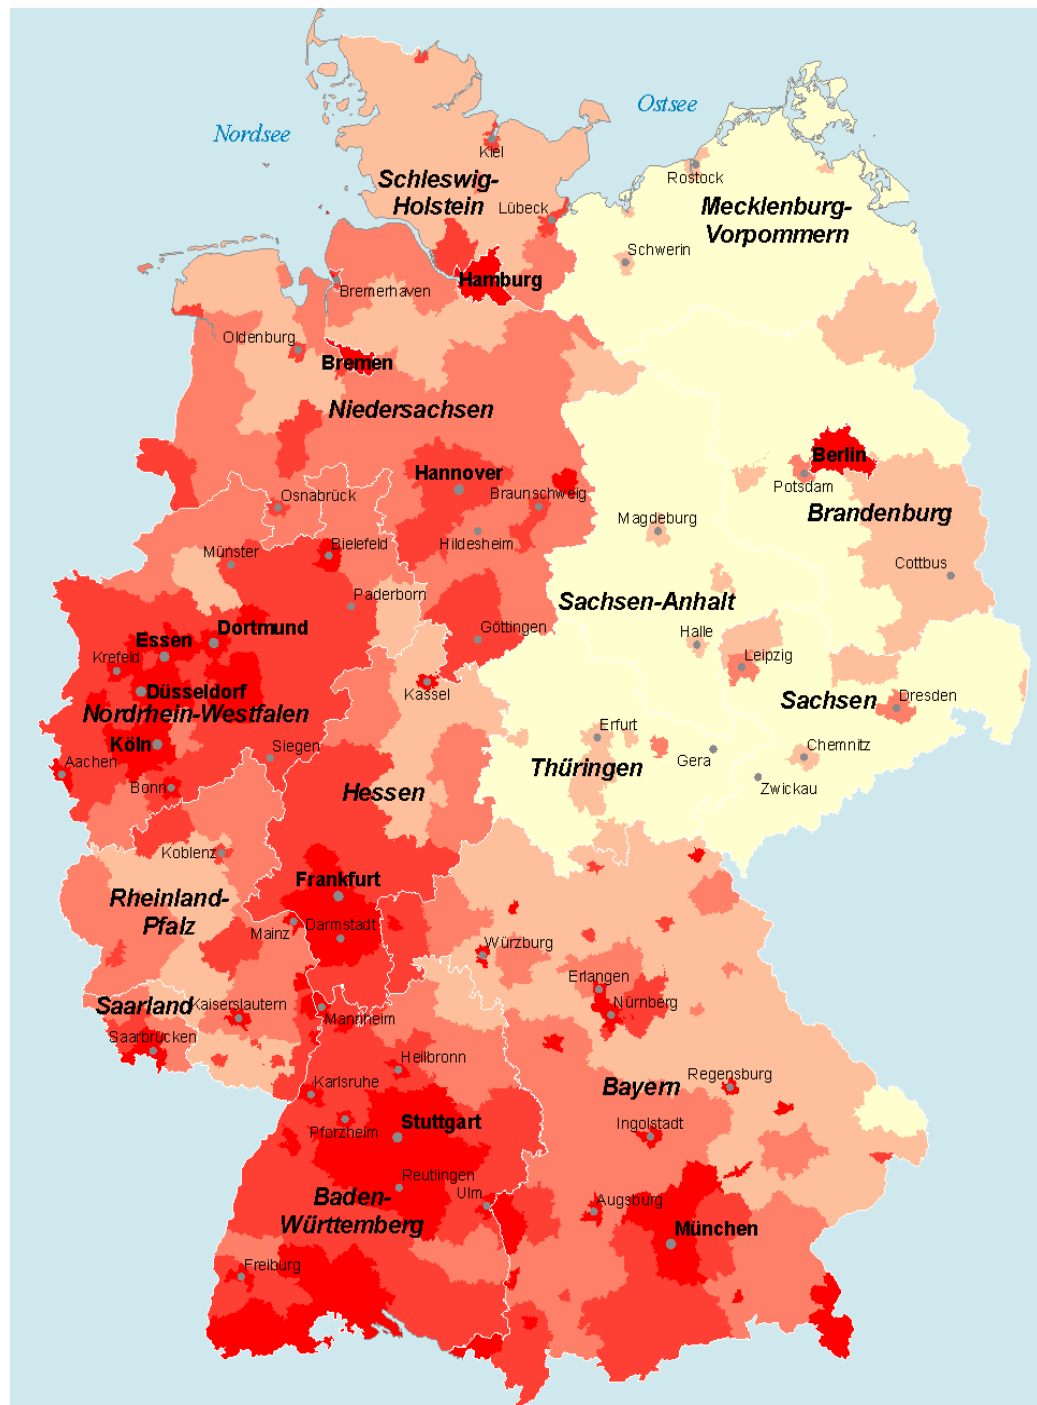 Ostsee
Nordsee
Kiel
Schleswig-
Holstein
Rostock
Lübeck
Mecklenburg-
Vorpommern
Schwerin
Hamburg
Bremerhaven
Oldenburg
Bremen
Niedersachsen
Berlin
Hannover
Potsdam
Braunschweig
Osnabrück
Brandenburg
Magdeburg
Hildesheim
Bielefeld
Münster
Cottbus
Paderborn
Sachsen-Anhalt
Göttingen
Dortmund
Essen
Halle
Krefeld
Leipzig
Kassel
Düsseldorf
Dresden
Sachsen
Nordrhein-Westfalen
Erfurt
Köln
Siegen
Chemnitz
Aachen
Gera
Thüringen
Bonn
Zwickau
Hessen
Koblenz
Frankfurt
Rheinland-
Pfalz
Darmstadt
Mainz
Würzburg
Erlangen
Nürnberg
Saarland
Kaiserslautern
Mannheim
Saarbrücken
Heilbronn
Regensburg
Karlsruhe
Bayern
Stuttgart
Ingolstadt
Pforzheim
Reutlingen
Ulm
Baden-
Württemberg
Augsburg
München
Freiburg